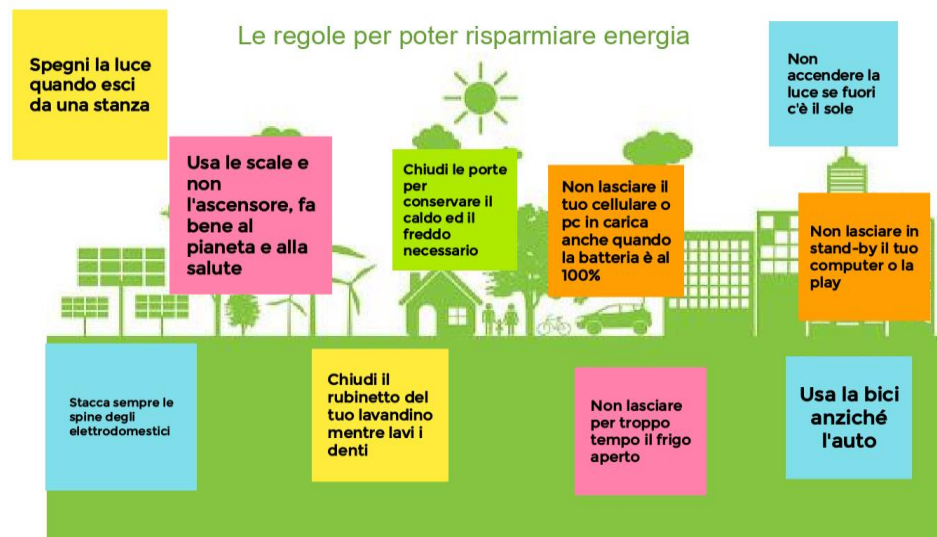 Le regole per poter risparmiare energia
Spegni la luce
quando esci
da una stanza
Non
accendere la
luce se fuori
c'è il sole
Usa le scale e
non
l'ascensore, fa
bene al
pianeta e alla
salute
Chiudi le porte
per
conservare il
caldo ed il
freddo
necessario
Non lasciare il
tuo cellulare o
pc in carica
anche quando
la batteria è al
100%
Non lasciare in
stand-by il tuo
computer o la
play
Stacca sempre le
spine degli
elettrodomestici
Chiudi il
rubinetto del
tuo lavandino
mentre lavi i
denti
Non lasciare
per troppo
tempo il frigo
aperto
Usa la bici
anziché
l'auto